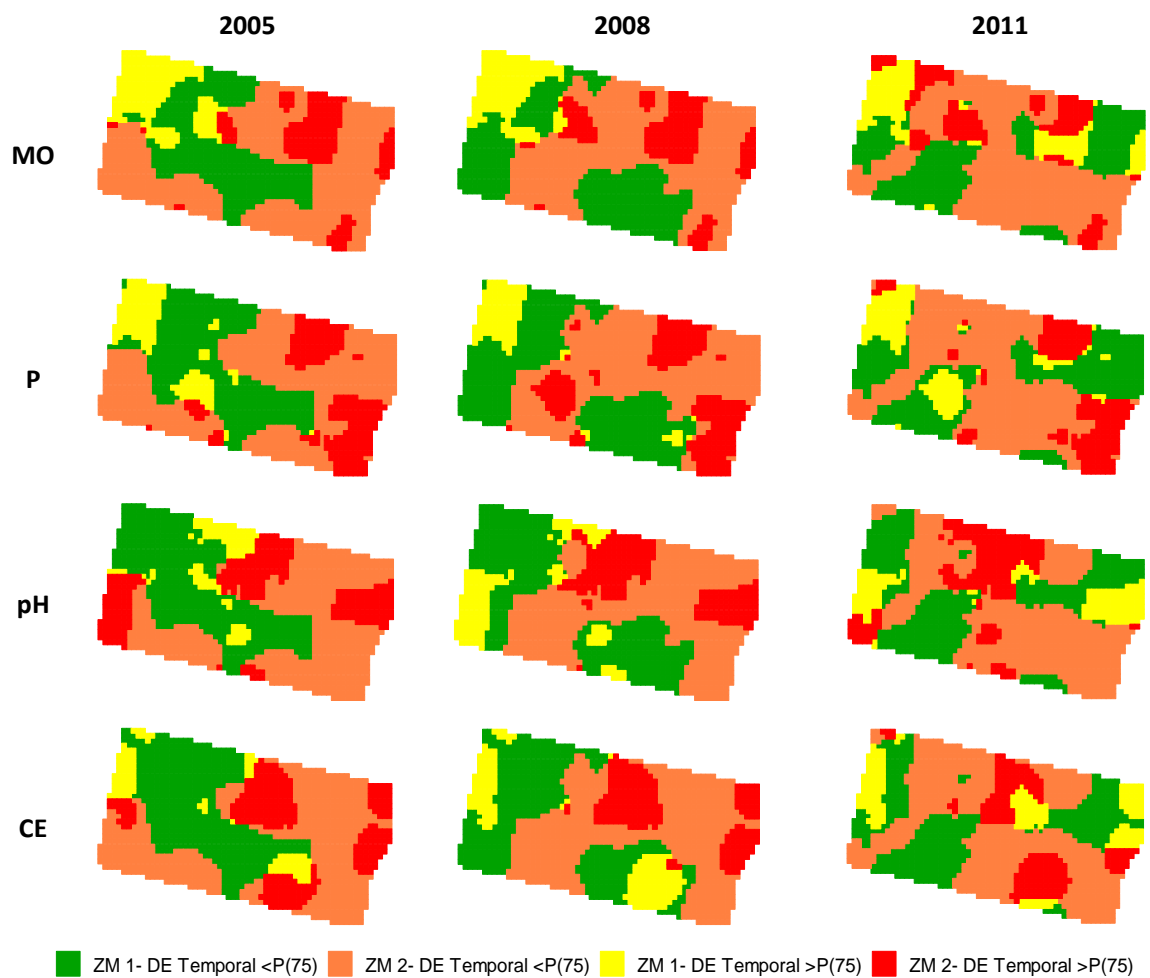 2005 2008 2011
MO
P
pH
CE
ZM 1- DE Temporal <P(75) ZM 2- DE Temporal <P(75) ZM 1- DE Temporal >P(75) ZM 2- DE Temporal >P(75)